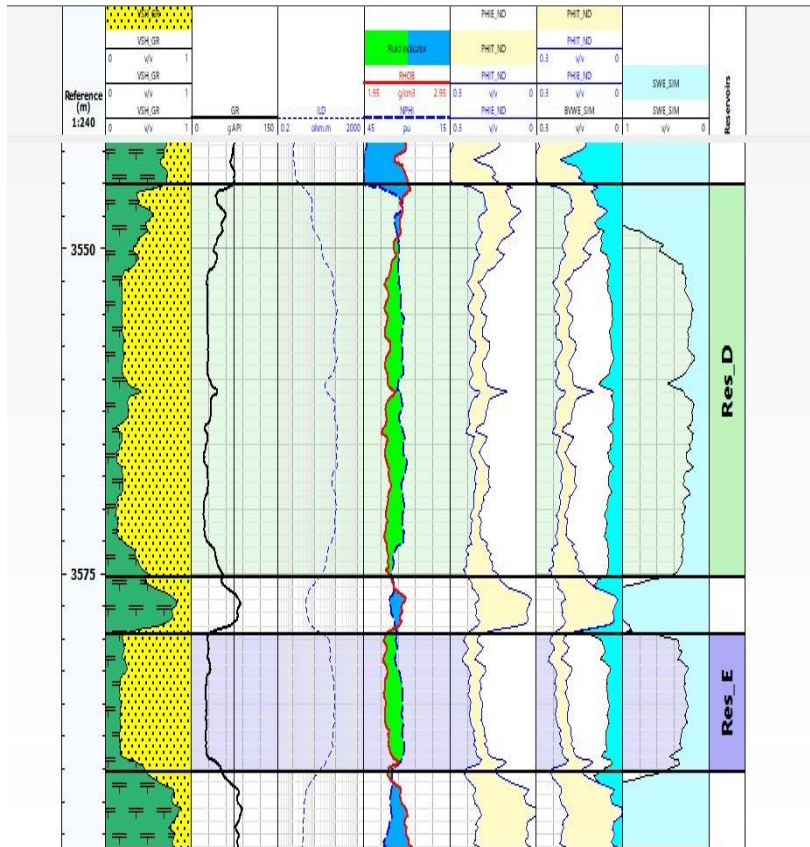 VSH_GR PHIE_ND PHIT_ND
VSH_GR Fluid Indicator PHIT_ND PHIT_ND
0 v/v 1 0.3 v/v 0
VSH_GR RHOB PHIT_ND PHIE_ND SWE_SIM
Reference (m) 0 v/v 1 1.95 g/cm3 2.95 0.3 v/v 0 0.3 v/v 0
1:240 VSH_GR GR ILD NPHI PHIE_ND BVWE_SIM SWE_SIM
0 v/v 1 0 gAPI 150 0.2 ohm.m 2000 45 pu -15 0.3 v/v 0 0.3 v/v 0 1 v/v 0
Reservoirs
3550
Res_D
3575
Res_E